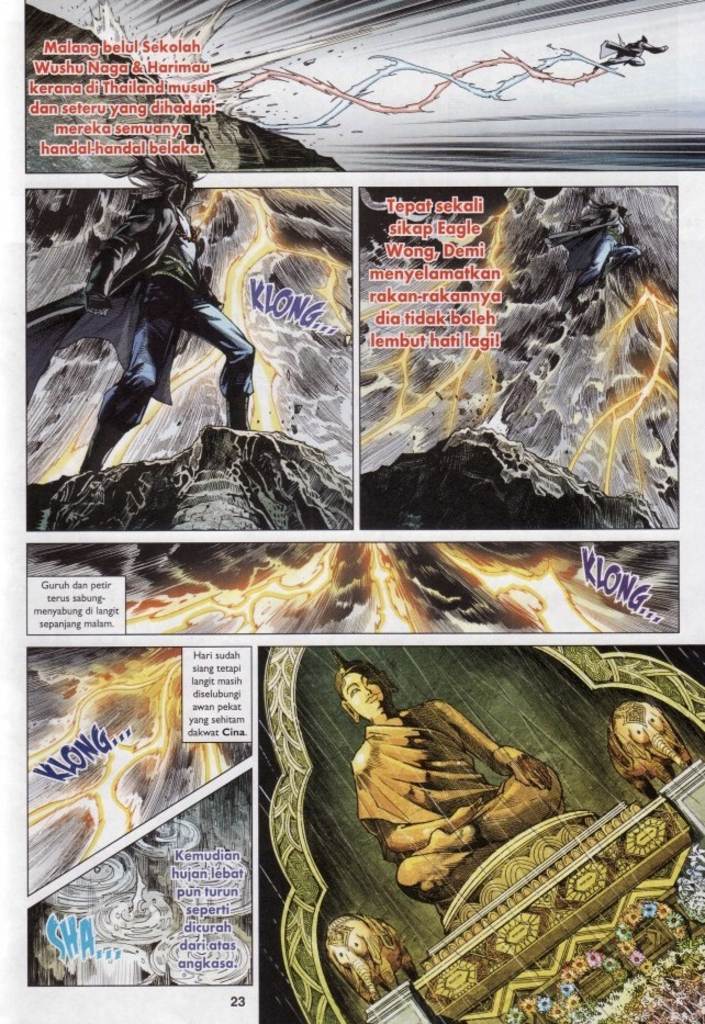 Malang betul Sekolah
Wushu Naga & Harimau
kerana di Thailand musuh
dan seteru yang dihadapi
mereka semuanya
handal-handal belaka.
KLONG...
Tepat sekali
sikap Eagle
Wong, Demi
menyelamatkan
rakan-rakannya
dia tidak boleh
lembut hati lagi!
Guruh dan petir
terus sabung-
menyabung di langit
sepanjang malam.
KLONG...
Hari sudah
siang tetapi
langit masih
diselubungi
awan pekat
yang sehitam
dakwat Cina.
KLONG...
Kemudian
hujan lebat
pun turun
seperti
dicurah
dari atas
angkasa.
SHA...
23